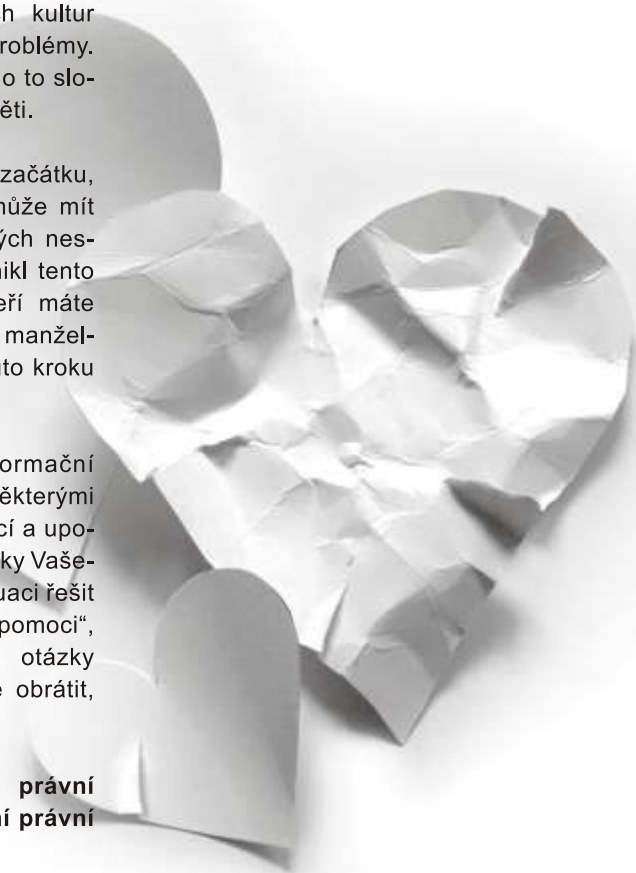 h kultur
roblémy.
o to slo-
ěti.
začátku,
může mít
ých nes-
nikl tento
eří máte
manžel-
to kroku
ormační
ěkterými
cí a upo-
ky Vaše-
uaci řešit
pomoci“,
otázky
e obrátit,
právní
ní právní